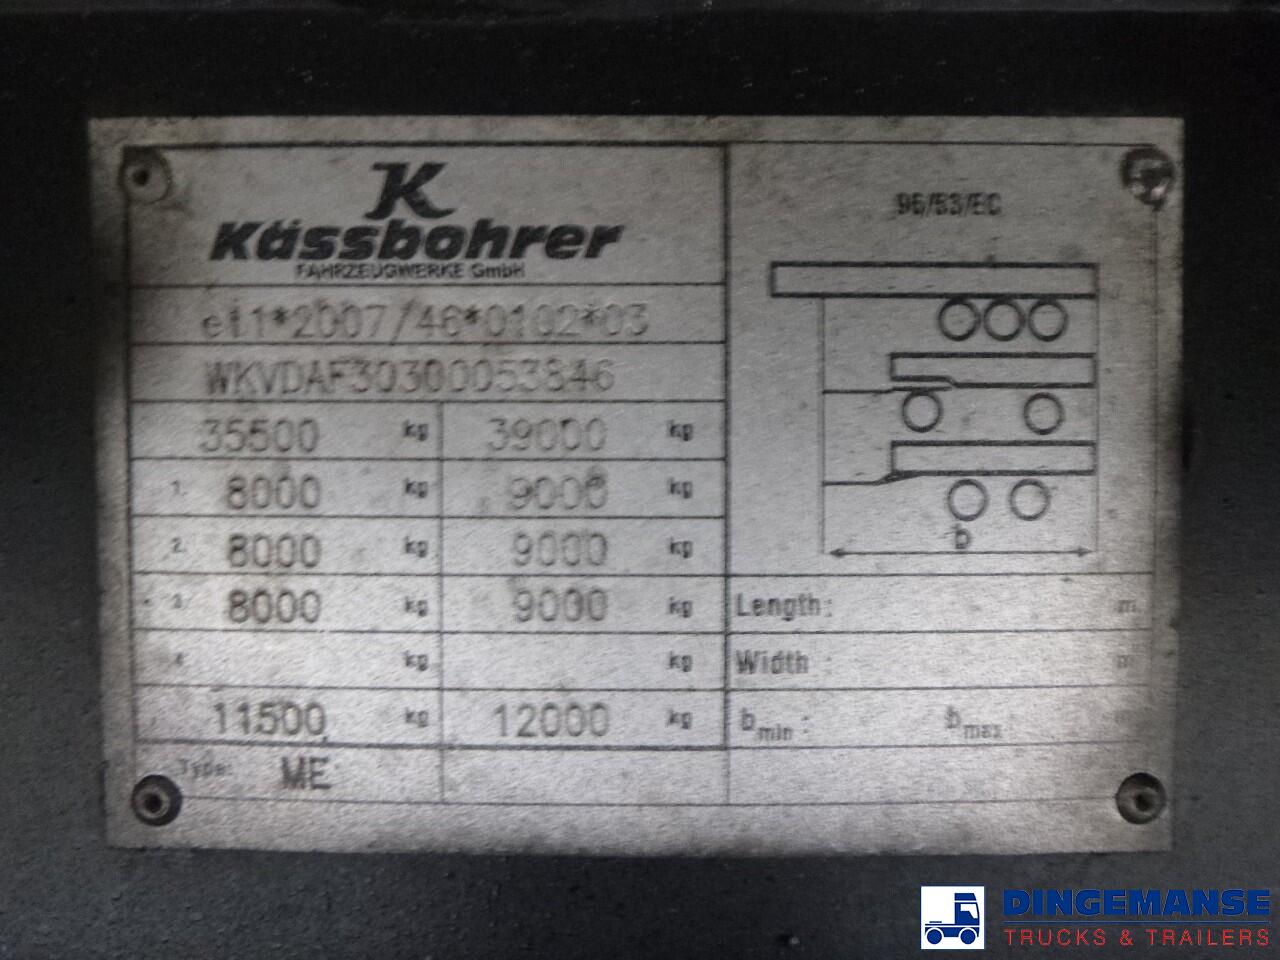 K
Kässbohrer
FAHRZEUGWERKE GmbH
e11*2007/46*0102*03
WKVDAF30300053846
35500 kg 39000 kg
1. 8000 kg 9000 kg
2. 8000 kg 9000 kg
3. 8000 kg 9000 kg
4. kg kg
11500 kg 12000 kg
Type: ME
96/53/EC
b
Length: m
Width : m
bmin : bmax
DINGEMANSE
TRUCKS & TRAILERS